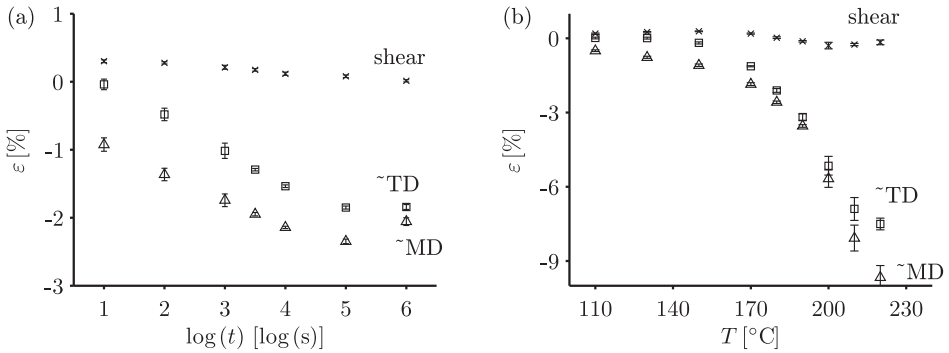 (a)
1
0
-1
-2
-3
ε [%]
shear
~TD
~MD
1 2 3 4 5 6
log (t) [log (s)]
(b)
0
-3
-6
-9
ε [%]
shear
~TD
~MD
110 140 170 200 230
T [°C]